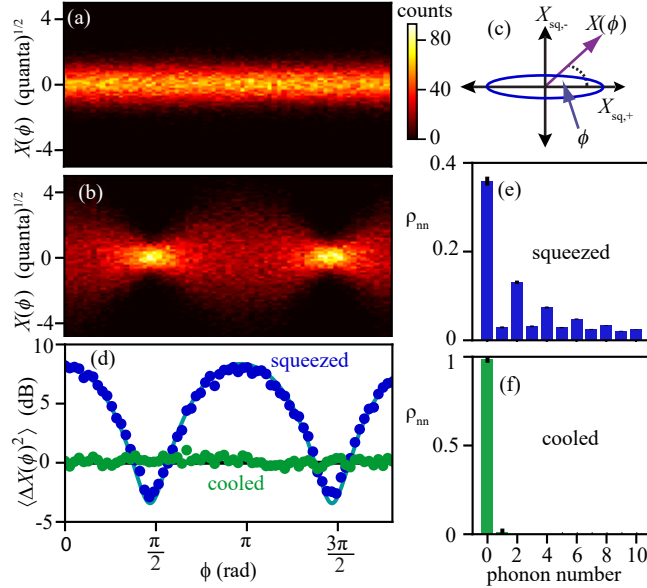 (a)
X(ϕ) (quanta)^1/2
4
0
-4
counts
80
40
0
(b)
X(ϕ) (quanta)^1/2
4
0
-4
(c)
X_sq,-
X(ϕ)
X_sq,+
ϕ
(d)
⟨ΔX(ϕ)^2⟩ (dB)
10
5
0
-5
squeezed
cooled
0 π/2 π 3π/2
ϕ (rad)
(e)
ρ_nn
0.4
0.2
0
squeezed
(f)
ρ_nn
1
0.5
0
cooled
0 2 4 6 8 10
phonon number